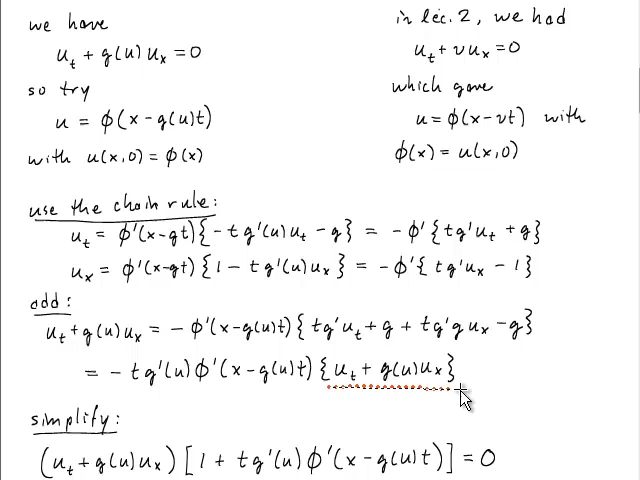 we have
u_t + g(u) u_x = 0
so try
u = φ(x - g(u)t)
with u(x,0) = φ(x)
in lec. 2, we had
u_t + v u_x = 0
which gave
u = φ(x - vt) with
φ(x) = u(x,0)
use the chain rule:
u_t = φ'(x-gt){-t g'(u) u_t - g} = -φ'{t g' u_t + g}
u_x = φ'(x-gt){1 - t g'(u) u_x} = -φ'{t g' u_x - 1}
add:
u_t + g(u) u_x = -φ'(x-g(u)t){t g' u_t + g + t g' g u_x - g}
= -t g'(u) φ'(x-g(u)t){u_t + g(u) u_x}
simplify:
(u_t + g(u) u_x)[1 + t g'(u) φ'(x - g(u)t)] = 0